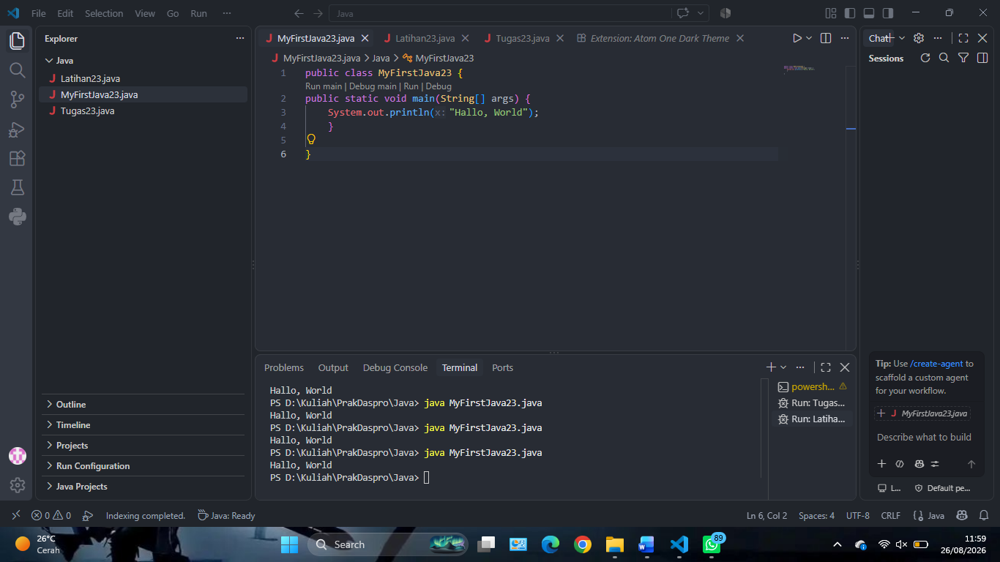 File Edit Selection View Go Run ···
Java
Explorer
Java
Latihan23.java
MyFirstJava23.java
Tugas23.java
Outline
Timeline
Projects
Run Configuration
Java Projects
MyFirstJava23.java Latihan23.java Tugas23.java Extension: Atom One Dark Theme
MyFirstJava23.java > Java > MyFirstJava23
1 public class MyFirstJava23 {
Run main | Debug main | Run | Debug
2 public static void main(String[] args) {
3 System.out.println(x: "Hallo, World");
4 }
5
6 }
Problems Output Debug Console Terminal Ports
Hallo, World
PS D:\Kuliah\PrakDaspro\Java> java MyFirstJava23.java
Hallo, World
PS D:\Kuliah\PrakDaspro\Java> java MyFirstJava23.java
Hallo, World
PS D:\Kuliah\PrakDaspro\Java> java MyFirstJava23.java
Hallo, World
PS D:\Kuliah\PrakDaspro\Java>
powersh...
Run: Tugas...
Run: Latiha...
Chat
Sessions
Tip: Use /create-agent to
scaffold a custom agent
for your workflow.
MyFirstJava23.java
Describe what to build
L... Default pe...
0 0 Indexing completed. Java: Ready
Ln 6, Col 2 Spaces: 4 UTF-8 CRLF Java
26°C
Cerah
Search
89
11:59
26/08/2026